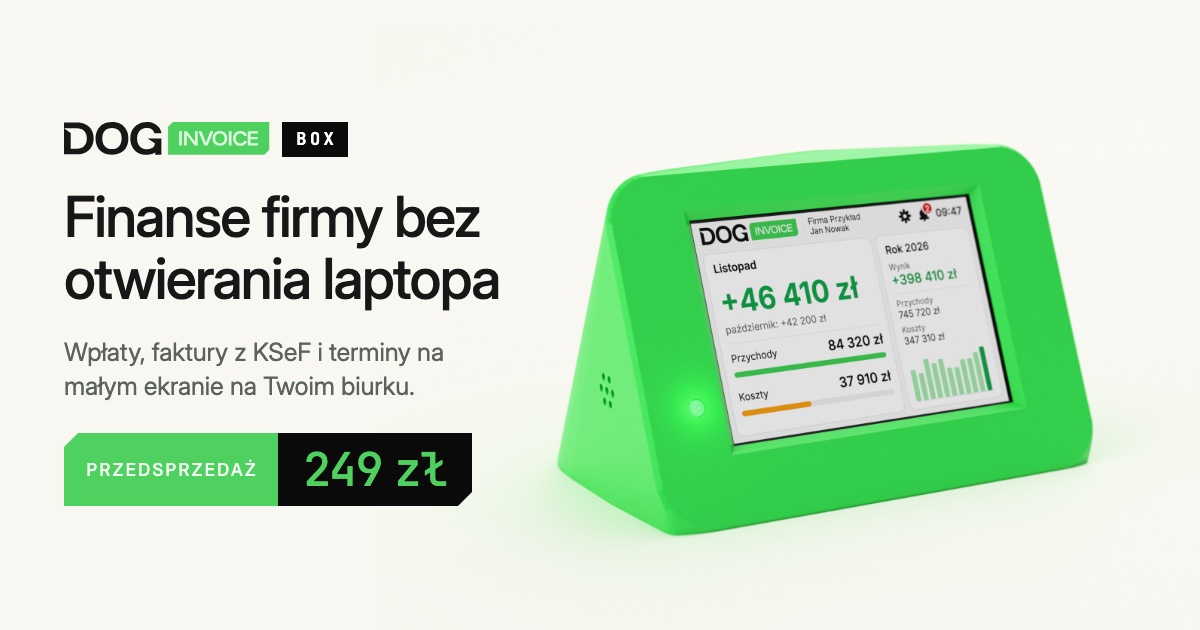 DOG INVOICE BOX
Finanse firmy bez
otwierania laptopa
Wpłaty, faktury z KSeF i terminy na
małym ekranie na Twoim biurku.
PRZEDSPRZEDAŻ 249 zł
DOG INVOICE
Firma Przykład
Jan Nowak
2
09:47
Listopad
+46 410 zł
październik: +42 200 zł
Przychody 84 320 zł
Koszty 37 910 zł
Rok 2026
Wynik
+398 410 zł
Przychody
745 720 zł
Koszty
347 310 zł